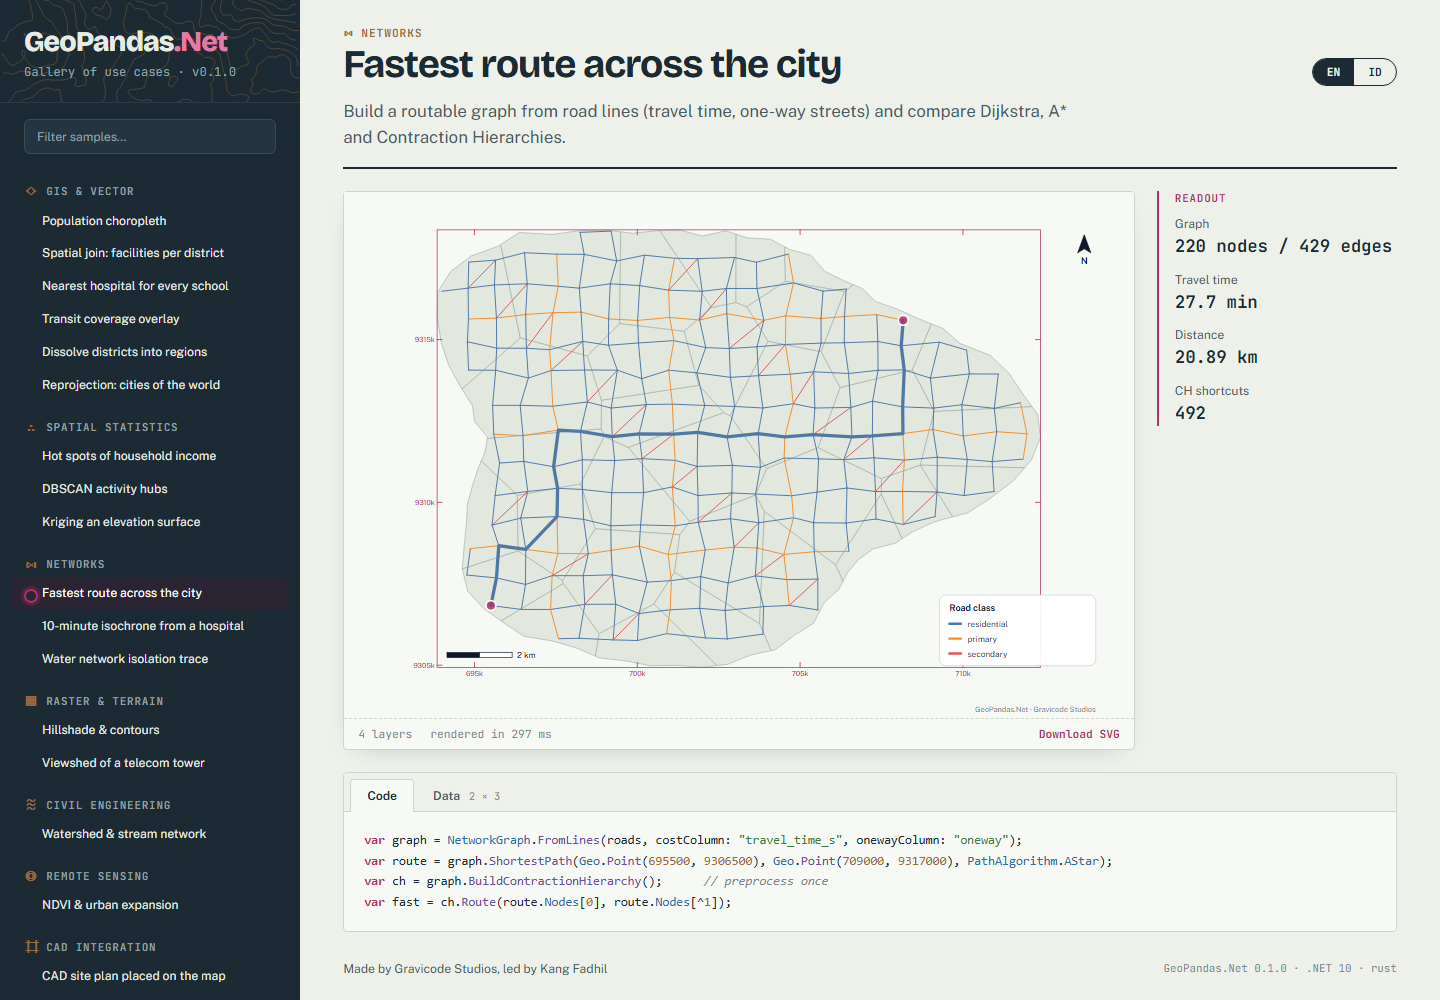 GeoPandas.Net
Gallery of use cases · v0.1.0
Filter samples...
GIS & VECTOR
Population choropleth
Spatial join: facilities per district
Nearest hospital for every school
Transit coverage overlay
Dissolve districts into regions
Reprojection: cities of the world
SPATIAL STATISTICS
Hot spots of household income
DBSCAN activity hubs
Kriging an elevation surface
NETWORKS
Fastest route across the city
10-minute isochrone from a hospital
Water network isolation trace
RASTER & TERRAIN
Hillshade & contours
Viewshed of a telecom tower
CIVIL ENGINEERING
Watershed & stream network
REMOTE SENSING
NDVI & urban expansion
CAD INTEGRATION
CAD site plan placed on the map
NETWORKS
Fastest route across the city
EN ID
Build a routable graph from road lines (travel time, one-way streets) and compare Dijkstra, A*
and Contraction Hierarchies.
N
9315k
9310k
9305k
695k 700k 705k 710k
2 km
Road class
residential
primary
secondary
GeoPandas.Net · Gravicode Studios
4 layers rendered in 297 ms Download SVG
READOUT
Graph
220 nodes / 429 edges
Travel time
27.7 min
Distance
20.89 km
CH shortcuts
492
Code Data 2 × 3
var graph = NetworkGraph.FromLines(roads, costColumn: "travel_time_s", onewayColumn: "oneway");
var route = graph.ShortestPath(Geo.Point(695500, 9306500), Geo.Point(709000, 9317000), PathAlgorithm.AStar);
var ch = graph.BuildContractionHierarchy(); // preprocess once
var fast = ch.Route(route.Nodes[0], route.Nodes[^1]);
Made by Gravicode Studios, led by Kang Fadhil
GeoPandas.Net 0.1.0 · .NET 10 · rust